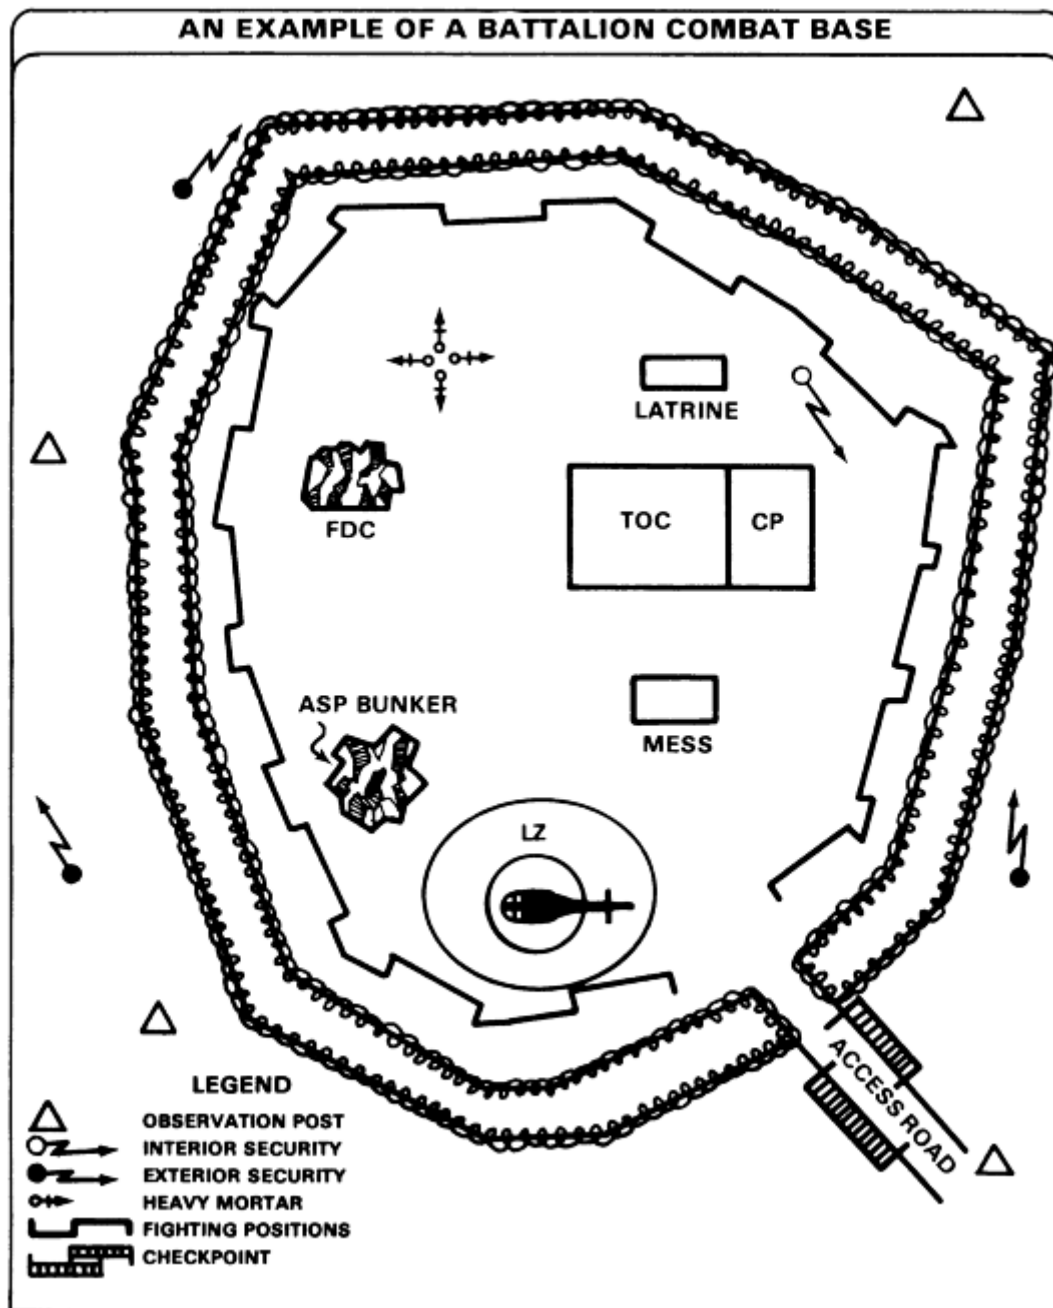 AN EXAMPLE OF A BATTALION COMBAT BASE
LATRINE
TOC
CP
FDC
ASP BUNKER
MESS
LZ
ACCESS ROAD
LEGEND
OBSERVATION POST
INTERIOR SECURITY
EXTERIOR SECURITY
HEAVY MORTAR
FIGHTING POSITIONS
CHECKPOINT